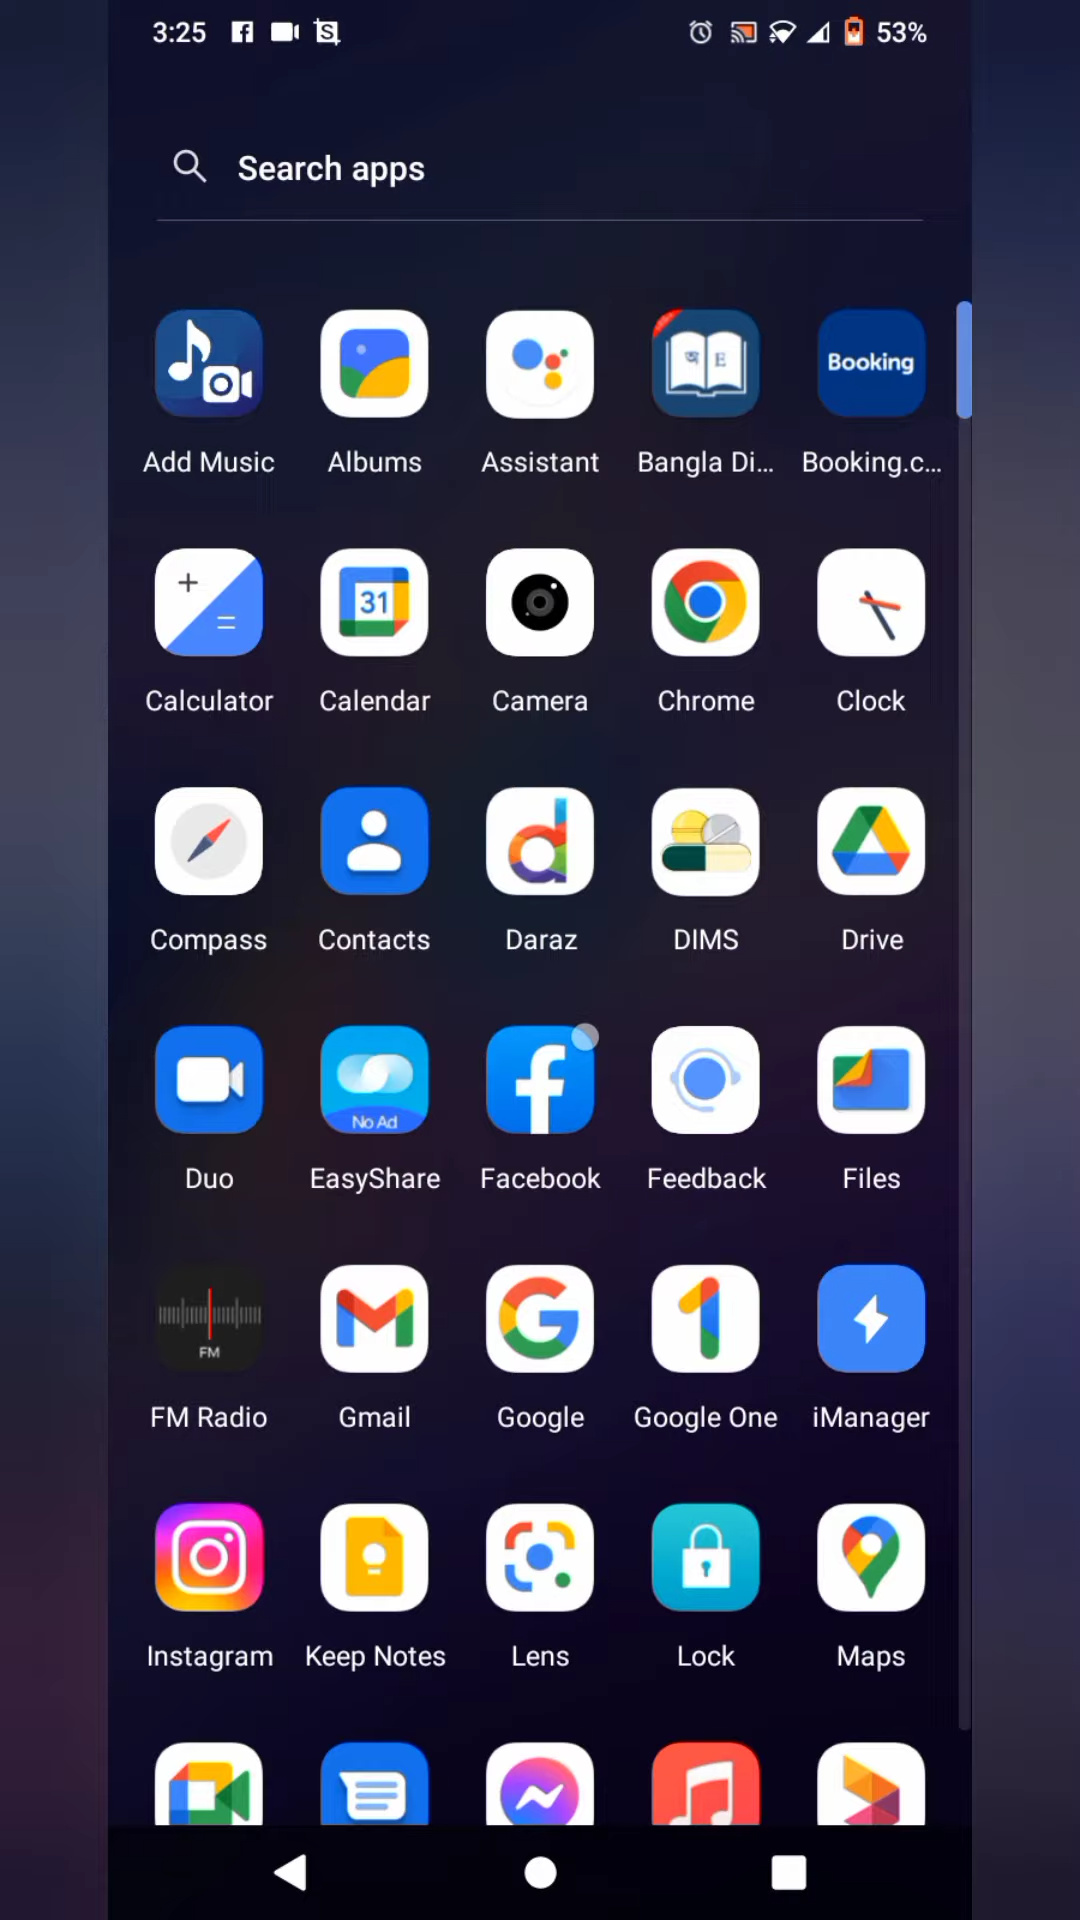 3:25 53%
Search apps
অ E
Booking
Add Music Albums Assistant Bangla Di... Booking.c...
31
Calculator Calendar Camera Chrome Clock
Compass Contacts Daraz DIMS Drive
No Ad
Duo EasyShare Facebook Feedback Files
FM
FM Radio Gmail Google Google One iManager
Instagram Keep Notes Lens Lock Maps